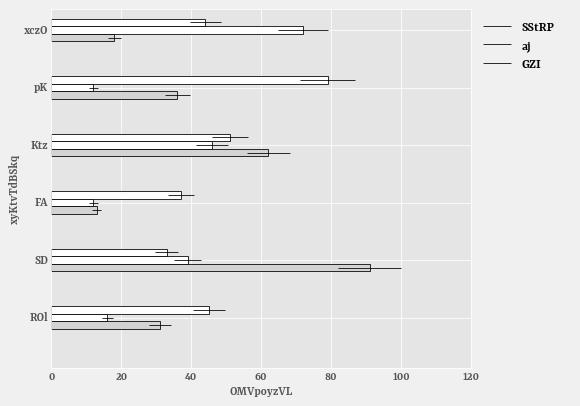 xczO
pK
Ktz
FA
SD
ROl
xyKtvTdBSkq
0 20 40 60 80 100 120
OMVpoyzVL
SStRP
aj
GZI